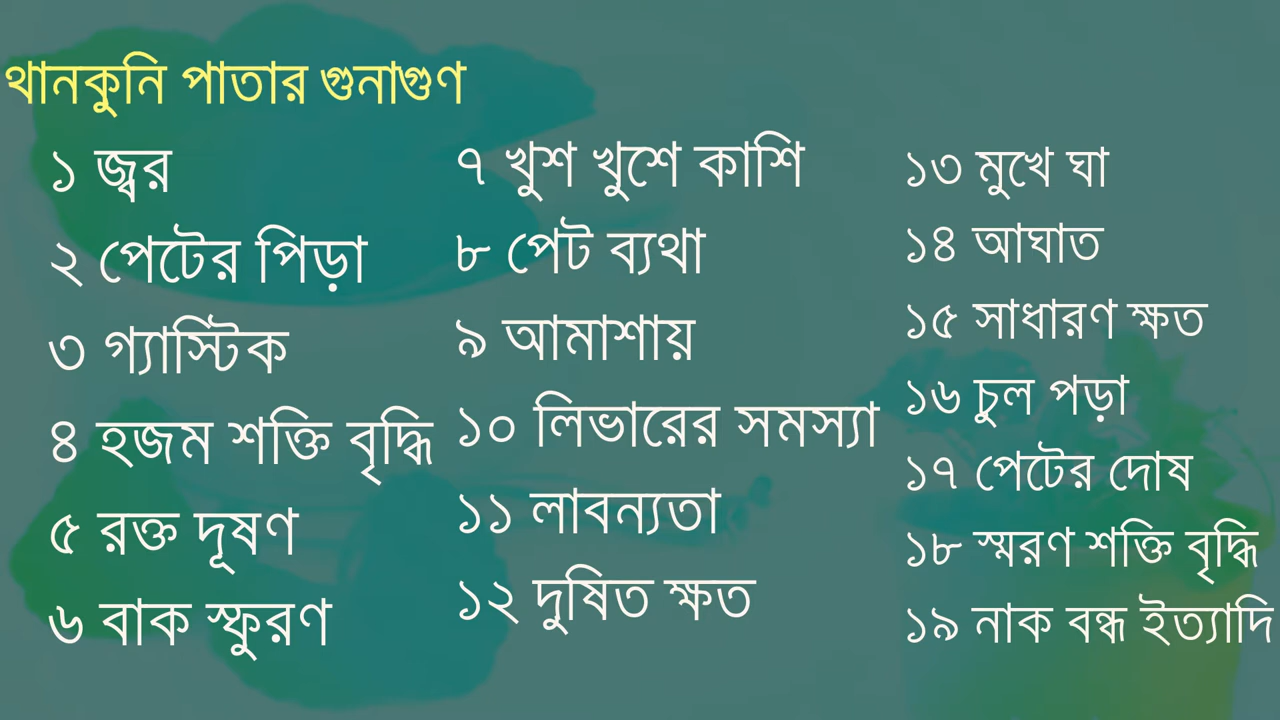 থানকুনি পাতার গুনাগুণ
১ জ্বর
২ পেটের পিড়া
৩ গ্যাস্টিক
৪ হজম শক্তি বৃদ্ধি
৫ রক্ত দূষণ
৬ বাক স্ফুরণ
৭ খুশ খুশে কাশি
৮ পেট ব্যথা
৯ আমাশায়
১০ লিভারের সমস্যা
১১ লাবন্যতা
১২ দুষিত ক্ষত
১৩ মুখে ঘা
১৪ আঘাত
১৫ সাধারণ ক্ষত
১৬ চুল পড়া
১৭ পেটের দোষ
১৮ স্মরণ শক্তি বৃদ্ধি
১৯ নাক বন্ধ ইত্যাদি